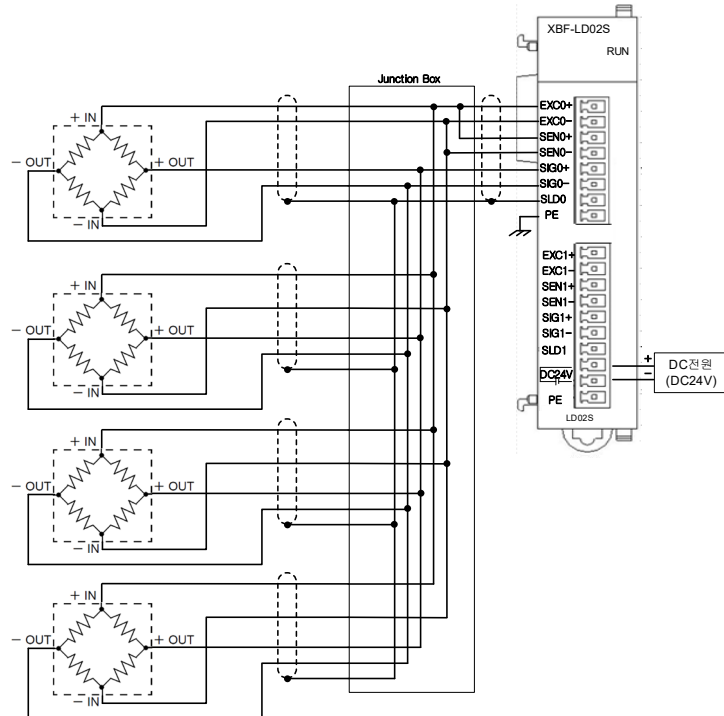 XBF-LD02S
RUN
Junction Box
EXC0+
EXC0-
SEN0+
SEN0-
SIG0+
SIG0-
SLD0
PE
+ IN
- OUT
+ OUT
- IN
EXC1+
EXC1-
SEN1+
SEN1-
SIG1+
SIG1-
SLD1
DC24V
PE
LD02S
+
-
DC전원
(DC24V)
+ IN
- OUT
+ OUT
- IN
+ IN
- OUT
+ OUT
- IN
+ IN
- OUT
+ OUT
- IN